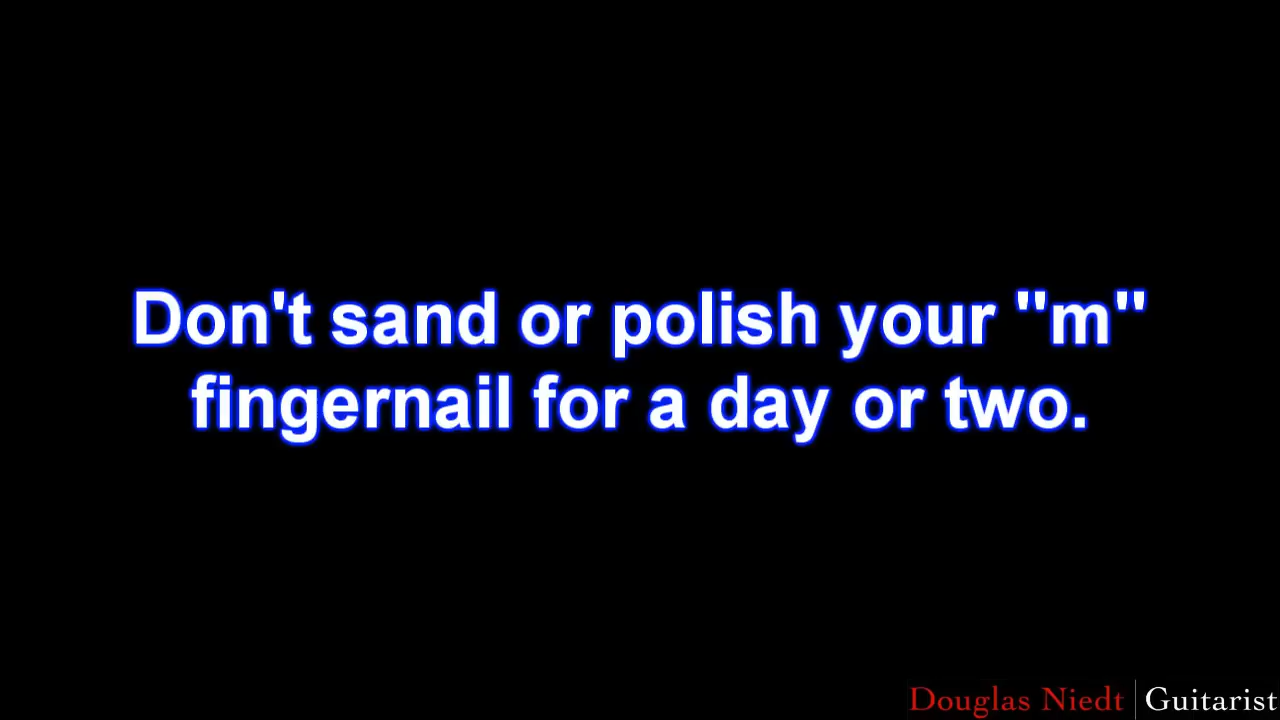 Don't sand or polish your "m"
fingernail for a day or two.
Douglas Niedt | Guitarist